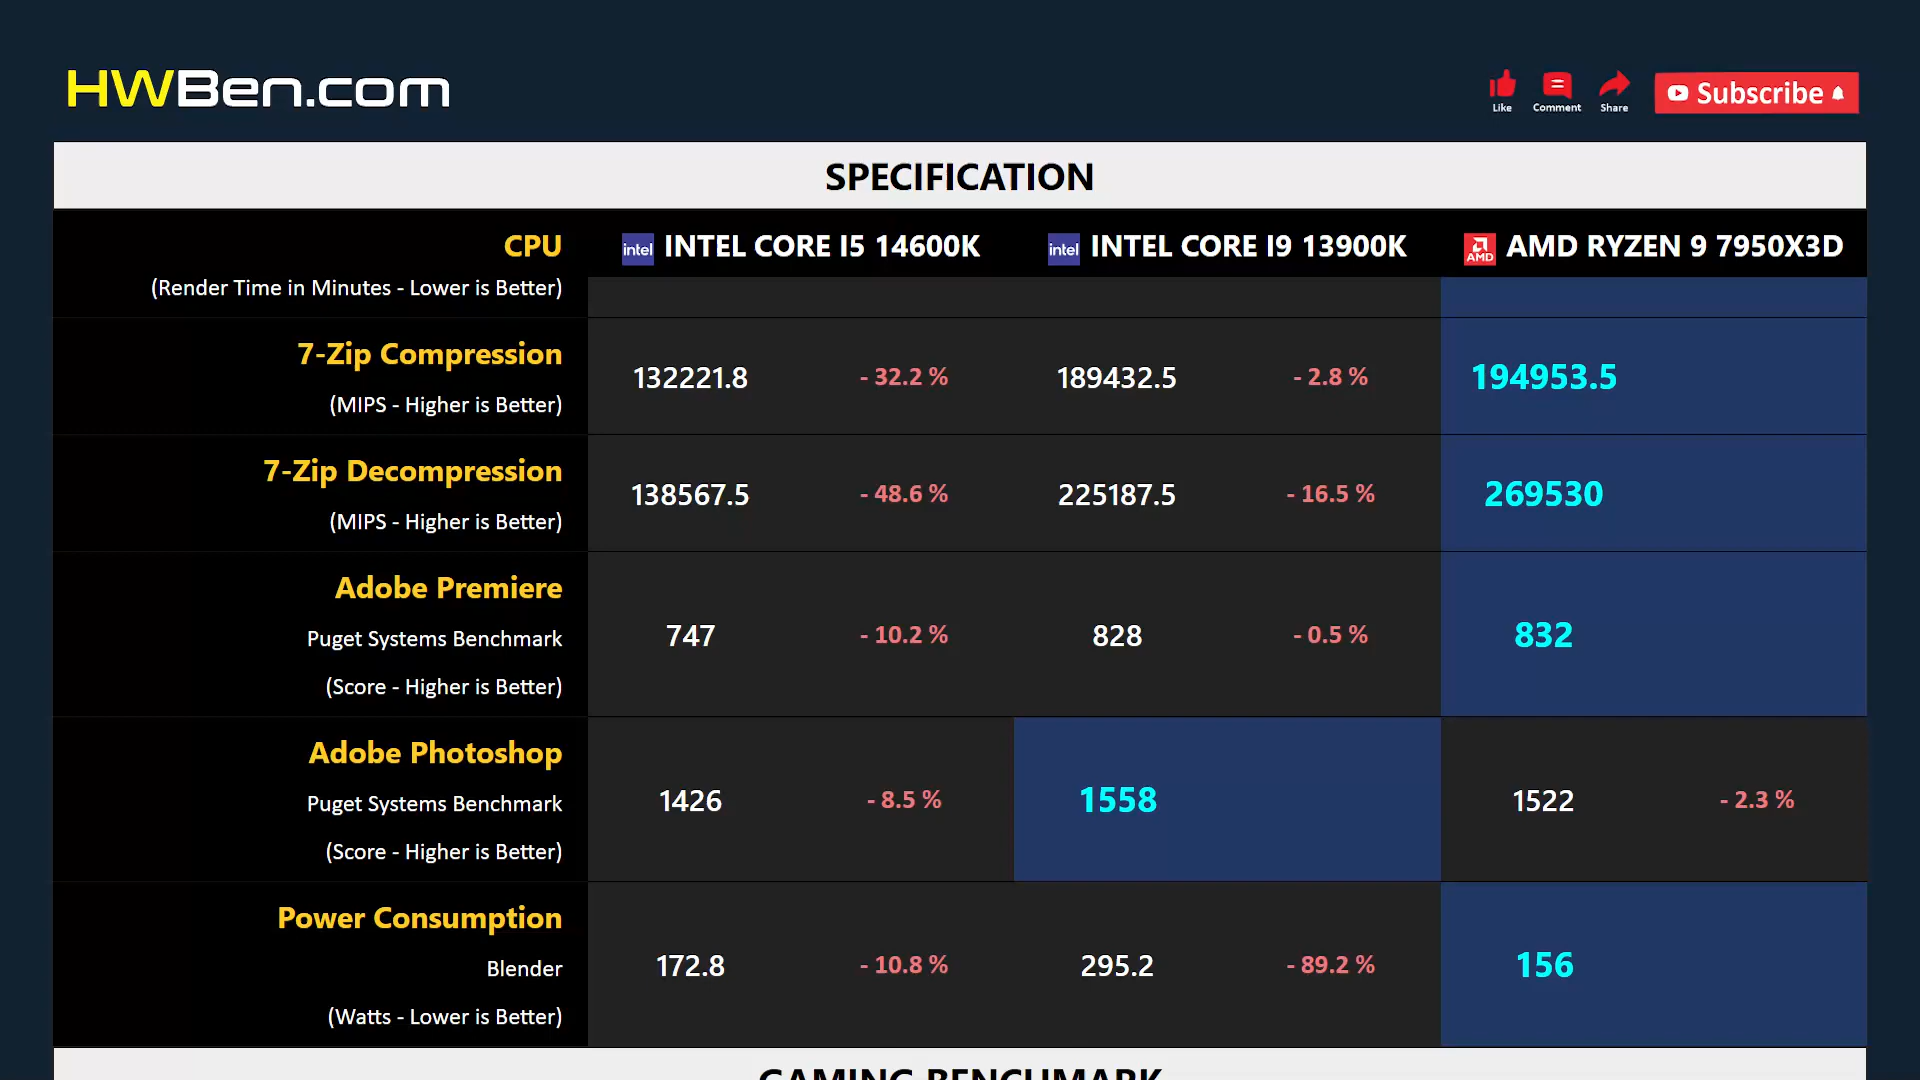 HWBen.com
Like
Comment
Share
Subscribe
SPECIFICATION
CPU
intel INTEL CORE I5 14600K
intel INTEL CORE I9 13900K
AMD AMD RYZEN 9 7950X3D
(Render Time in Minutes - Lower is Better)
7-Zip Compression
(MIPS - Higher is Better)
132221.8 - 32.2 % 189432.5 - 2.8 % 194953.5
7-Zip Decompression
(MIPS - Higher is Better)
138567.5 - 48.6 % 225187.5 - 16.5 % 269530
Adobe Premiere
Puget Systems Benchmark
(Score - Higher is Better)
747 - 10.2 % 828 - 0.5 % 832
Adobe Photoshop
Puget Systems Benchmark
(Score - Higher is Better)
1426 - 8.5 % 1558 1522 - 2.3 %
Power Consumption
Blender
(Watts - Lower is Better)
172.8 - 10.8 % 295.2 - 89.2 % 156
GAMING BENCHMARK